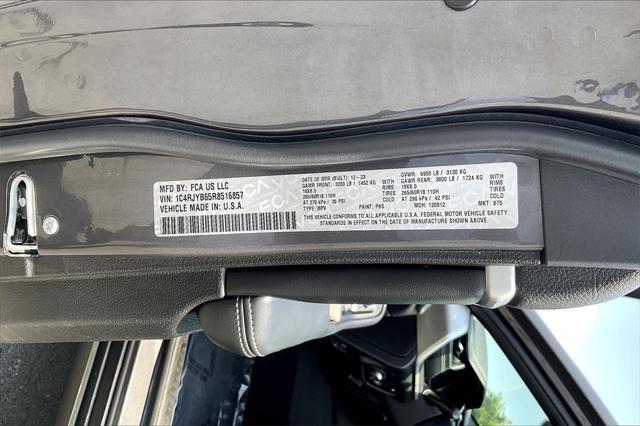 MFD BY: FCA US LLC
VIN: 1C4RJYB65R8516857
VEHICLE MADE IN: U.S.A.
DATE OF MFR (BUILT): 12-23
GAWR FRONT: 3200 LB / 1452 KG
18X8.0
265/60R18 110H
AT 270 kPa / 39 PSI
TYPE: MPV
PAINT: PAS
MDH: 120912
WITH RIMS TIRES COLD
GVWR: 6900 LB / 3130 KG
GAWR REAR: 3800 LB / 1724 KG
18X8.0
265/60R18 110H
AT 290 kPa / 42 PSI
MKT: 875
WITH RIMS TIRES COLD
THIS VEHICLE CONFORMS TO ALL APPLICABLE U.S.A. FEDERAL MOTOR VEHICLE SAFETY
STANDARDS IN EFFECT ON THE DATE OF MANUFACTURE SHOWN ABOVE.